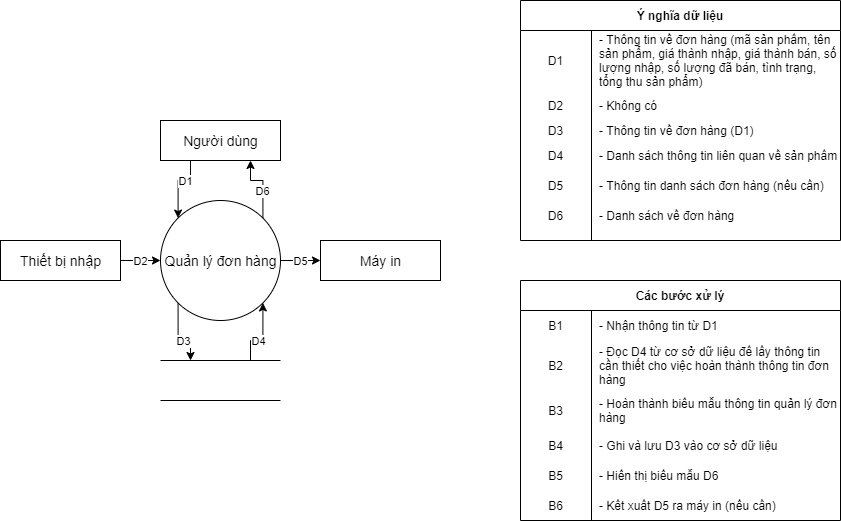 Người dùng
D1
D6
Thiết bị nhập
D2
Quản lý đơn hàng
D5
Máy in
D3
D4
Ý nghĩa dữ liệu
D1
- Thông tin về đơn hàng (mã sản phẩm, tên
sản phẩm, giá thành nhập, giá thành bán, số
lượng nhập, số lượng đã bán, tình trạng,
tổng thu sản phẩm)
D2
- Không có
D3
- Thông tin về đơn hàng (D1)
D4
- Danh sách thông tin liên quan về sản phẩm
D5
- Thông tin danh sách đơn hàng (nếu cần)
D6
- Danh sách về đơn hàng
Các bước xử lý
B1
- Nhận thông tin từ D1
B2
- Đọc D4 từ cơ sở dữ liệu để lấy thông tin
cần thiết cho việc hoàn thành thông tin đơn
hàng
B3
- Hoàn thành biểu mẫu thông tin quản lý đơn
hàng
B4
- Ghi và lưu D3 vào cơ sở dữ liệu
B5
- Hiển thị biểu mẫu D6
B6
- Kết xuất D5 ra máy in (nếu cần)